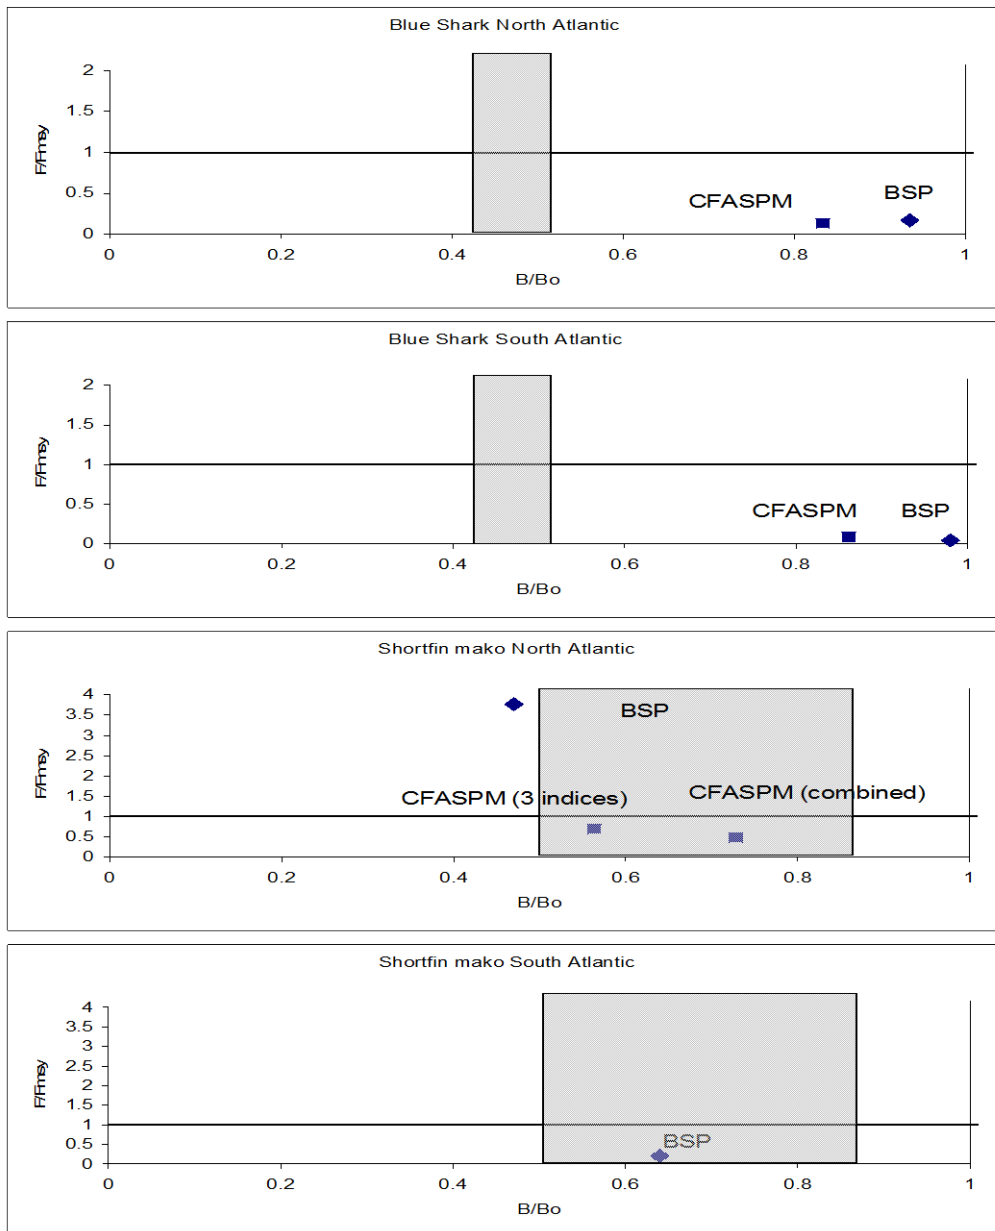 Blue Shark North Atlantic
2
1.5
1
0.5
0
F/Fmsy
CFASPM
BSP
0
0.2
0.4
0.6
0.8
1
B/Bo
Blue Shark South Atlantic
2
1.5
1
0.5
0
F/Fmsy
CFASPM
BSP
0
0.2
0.4
0.6
0.8
1
B/Bo
Shortfin mako North Atlantic
4
3.5
3
2.5
2
1.5
1
0.5
0
F/Fmsy
BSP
CFASPM (3 indices)
CFASPM (combined)
0
0.2
0.4
0.6
0.8
1
B/Bo
Shortfin mako South Atlantic
4
3.5
3
2.5
2
1.5
1
0.5
0
F/Fmsy
BSP
0
0.2
0.4
0.6
0.8
1
B/Bo